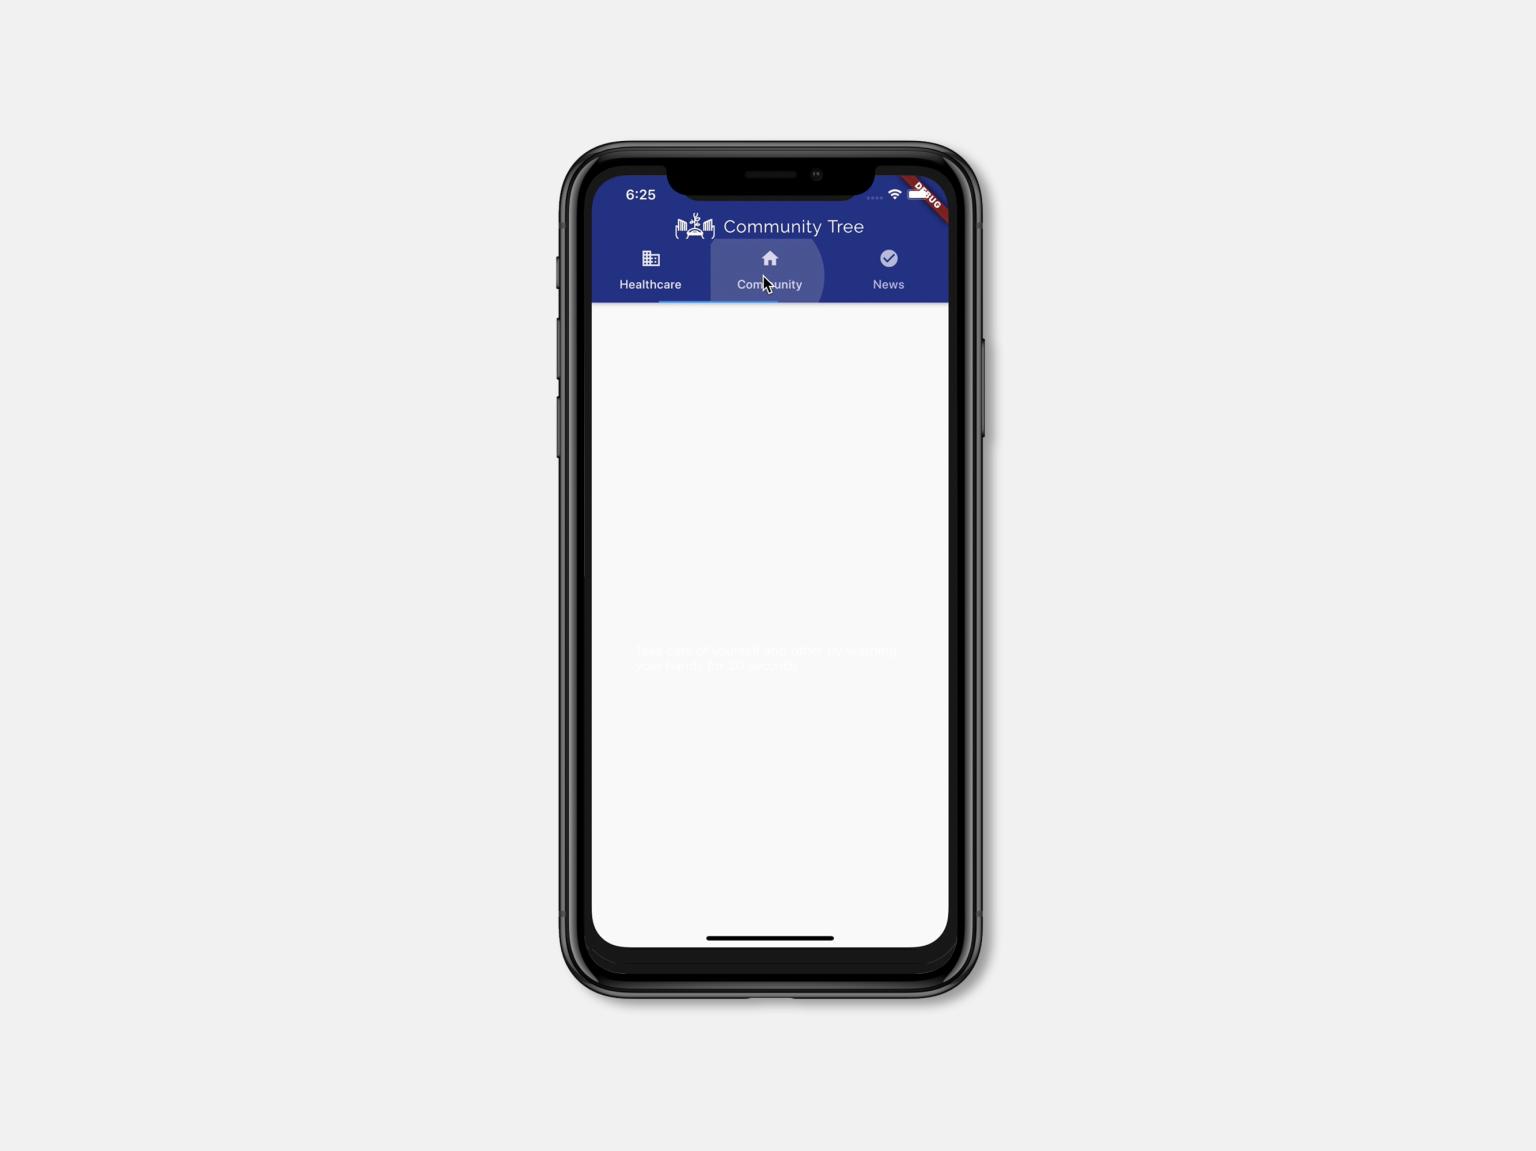 6:25
DEBUG
Community Tree
Healthcare
Community
News
Take care of yourself and other by washing
your hands for 20 seconds